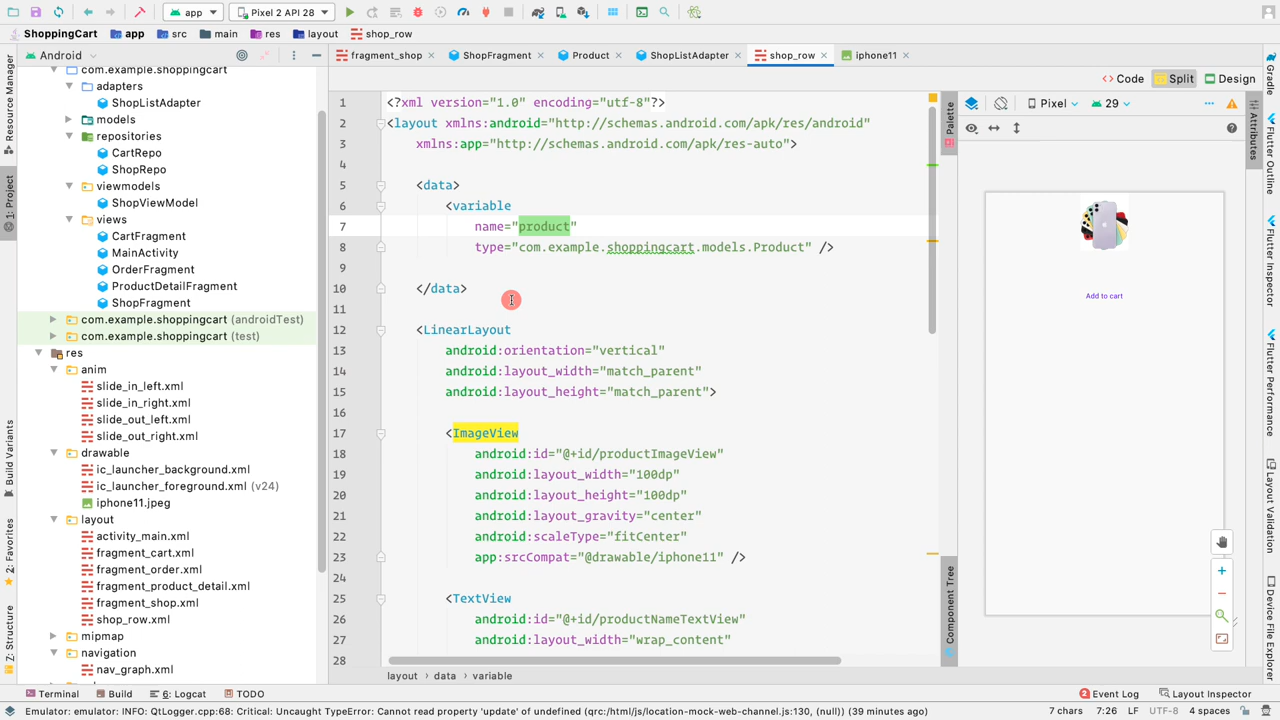 app
Pixel 2 API 28
ShoppingCart app src main res layout shop_row
Android
fragment_shop ShopFragment Product ShopListAdapter shop_row iphone11
Code Split Design
Resource Manager
1: Project
Build Variants
2: Favorites
7: Structure
com.example.shoppingcart
adapters
ShopListAdapter
models
repositories
CartRepo
ShopRepo
viewmodels
ShopViewModel
views
CartFragment
MainActivity
OrderFragment
ProductDetailFragment
ShopFragment
com.example.shoppingcart (androidTest)
com.example.shoppingcart (test)
res
anim
slide_in_left.xml
slide_in_right.xml
slide_out_left.xml
slide_out_right.xml
drawable
ic_launcher_background.xml
ic_launcher_foreground.xml (v24)
iphone11.jpeg
layout
activity_main.xml
fragment_cart.xml
fragment_order.xml
fragment_product_detail.xml
fragment_shop.xml
shop_row.xml
mipmap
navigation
nav_graph.xml
1 <?xml version="1.0" encoding="utf-8"?>
2 <layout xmlns:android="http://schemas.android.com/apk/res/android"
3 xmlns:app="http://schemas.android.com/apk/res-auto">
4
5 <data>
6 <variable
7 name="product"
8 type="com.example.shoppingcart.models.Product" />
9
10 </data>
11
12 <LinearLayout
13 android:orientation="vertical"
14 android:layout_width="match_parent"
15 android:layout_height="match_parent">
16
17 <ImageView
18 android:id="@+id/productImageView"
19 android:layout_width="100dp"
20 android:layout_height="100dp"
21 android:layout_gravity="center"
22 android:scaleType="fitCenter"
23 app:srcCompat="@drawable/iphone11" />
24
25 <TextView
26 android:id="@+id/productNameTextView"
27 android:layout_width="wrap_content"
28
layout data variable
Palette
Component Tree
Pixel 29
Add to cart
Attributes
Gradle
Flutter Outline
Flutter Inspector
Flutter Performance
Layout Validation
Device File Explorer
Terminal Build 6: Logcat TODO
2 Event Log Layout Inspector
Emulator: emulator: INFO: QtLogger.cpp:68: Critical: Uncaught TypeError: Cannot read property 'update' of undefined (qrc:/html/js/location-mock-web-channel.js:130, (null)) (39 minutes ago)
7 chars 7:26 LF UTF-8 4 spaces